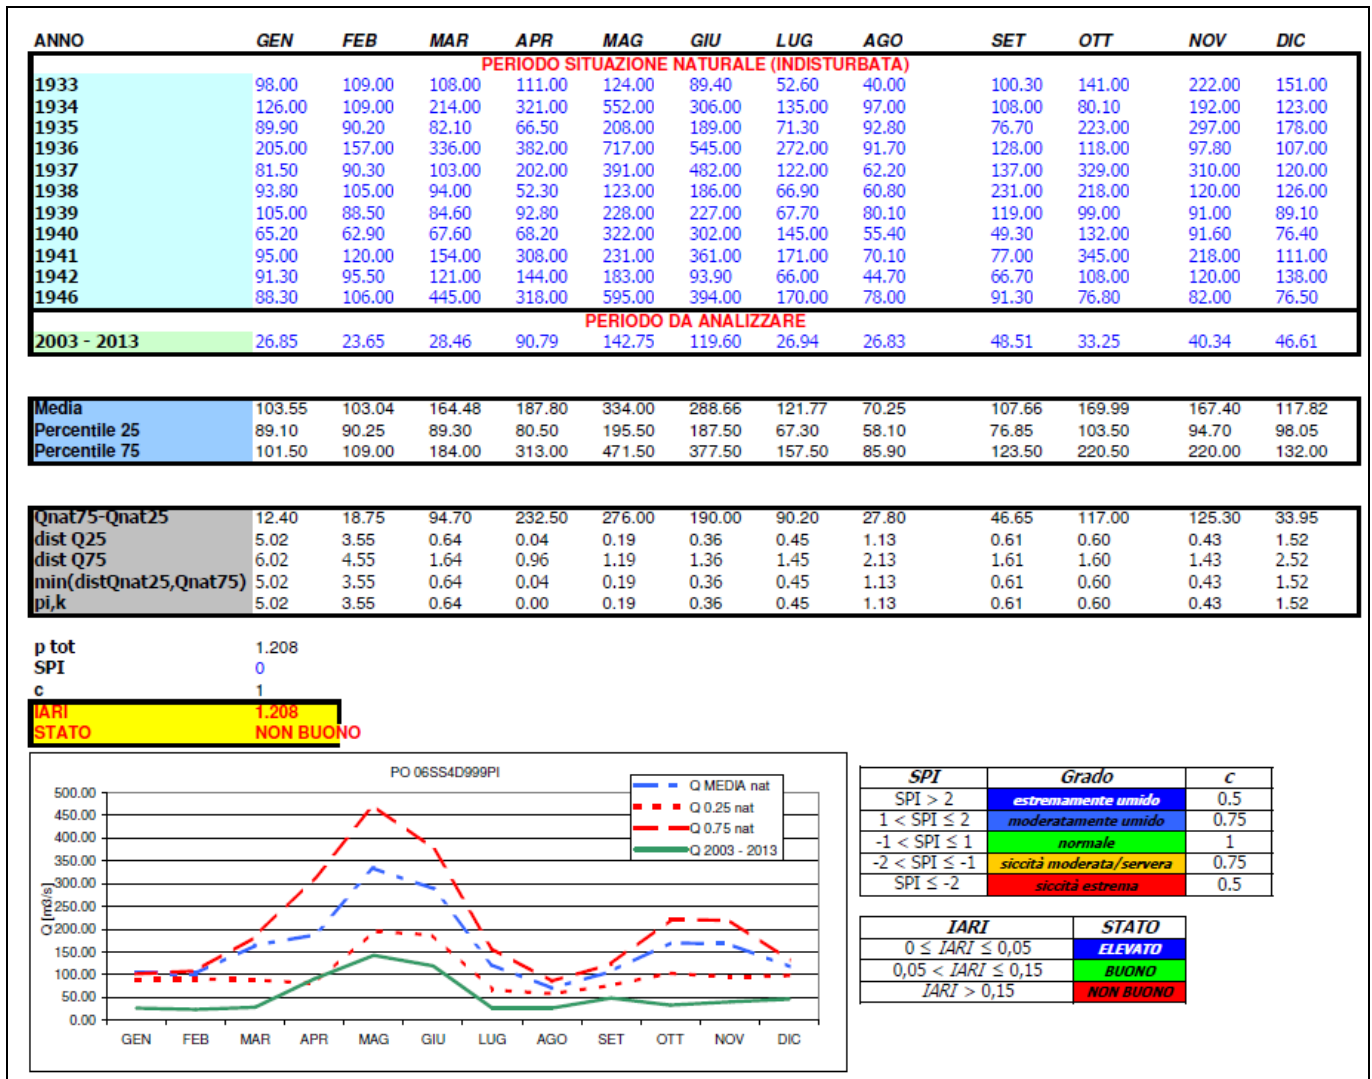 ANNO GEN FEB MAR APR MAG GIU LUG AGO SET OTT NOV DIC
PERIODO SITUAZIONE NATURALE (INDISTURBATA)
1933 98.00 109.00 108.00 111.00 124.00 89.40 52.60 40.00 100.30 141.00 222.00 151.00
1934 126.00 109.00 214.00 321.00 552.00 306.00 135.00 97.00 108.00 80.10 192.00 123.00
1935 89.90 90.20 82.10 66.50 208.00 189.00 71.30 92.80 76.70 223.00 297.00 178.00
1936 205.00 157.00 336.00 382.00 717.00 545.00 272.00 91.70 128.00 118.00 97.80 107.00
1937 81.50 90.30 103.00 202.00 391.00 482.00 122.00 62.20 137.00 329.00 310.00 120.00
1938 93.80 105.00 94.00 52.30 123.00 186.00 66.90 60.80 231.00 218.00 120.00 126.00
1939 105.00 88.50 84.60 92.80 228.00 227.00 67.70 80.10 119.00 99.00 91.00 89.10
1940 65.20 62.90 67.60 68.20 322.00 302.00 145.00 55.40 49.30 132.00 91.60 76.40
1941 95.00 120.00 154.00 308.00 231.00 361.00 171.00 70.10 77.00 345.00 218.00 111.00
1942 91.30 95.50 121.00 144.00 183.00 93.90 66.00 44.70 66.70 108.00 120.00 138.00
1946 88.30 106.00 445.00 318.00 595.00 394.00 170.00 78.00 91.30 76.80 82.00 76.50
PERIODO DA ANALIZZARE
2003 - 2013 26.85 23.65 28.46 90.79 142.75 119.60 26.94 26.83 48.51 33.25 40.34 46.61
Media 103.55 103.04 164.48 187.80 334.00 288.66 121.77 70.25 107.66 169.99 167.40 117.82
Percentile 25 89.10 90.25 89.30 80.50 195.50 187.50 67.30 58.10 76.85 103.50 94.70 98.05
Percentile 75 101.50 109.00 184.00 313.00 471.50 377.50 157.50 85.90 123.50 220.50 220.00 132.00
Qnat75-Qnat25 12.40 18.75 94.70 232.50 276.00 190.00 90.20 27.80 46.65 117.00 125.30 33.95
dist Q25 5.02 3.55 0.64 0.04 0.19 0.36 0.45 1.13 0.61 0.60 0.43 1.52
dist Q75 6.02 4.55 1.64 0.96 1.19 1.36 1.45 2.13 1.61 1.60 1.43 2.52
min(distQnat25,Qnat75) 5.02 3.55 0.64 0.04 0.19 0.36 0.45 1.13 0.61 0.60 0.43 1.52
pi,k 5.02 3.55 0.64 0.00 0.19 0.36 0.45 1.13 0.61 0.60 0.43 1.52
p tot 1.208
SPI 0
c 1
IARI 1.208
STATO NON BUONO
PO 06SS4D999PI
Q MEDIA nat
Q 0.25 nat
Q 0.75 nat
Q 2003 - 2013
Q [m3/s]
500.00
450.00
400.00
350.00
300.00
250.00
200.00
150.00
100.00
50.00
0.00
GEN FEB MAR APR MAG GIU LUG AGO SET OTT NOV DIC
SPI Grado c
SPI > 2 estremamente umido 0.5
1 < SPI ≤ 2 moderatamente umido 0.75
-1 < SPI ≤ 1 normale 1
-2 < SPI ≤ -1 siccità moderata/servera 0.75
SPI ≤ -2 siccità estrema 0.5
IARI STATO
0 ≤ IARI ≤ 0,05 ELEVATO
0,05 < IARI ≤ 0,15 BUONO
IARI > 0,15 NON BUONO